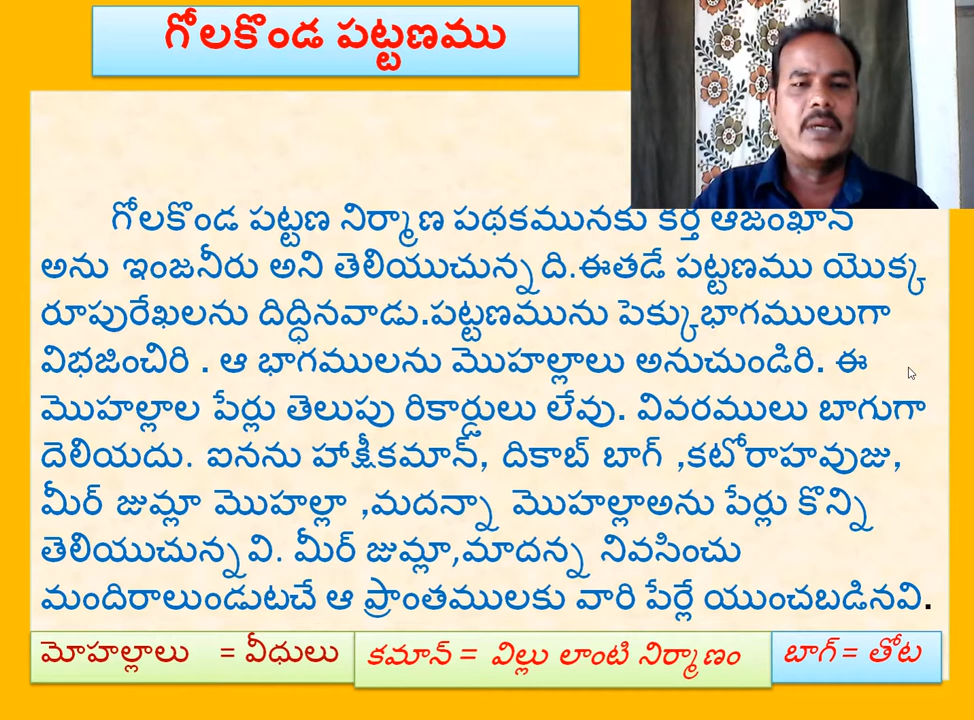 గోలకొండ పట్టణము
గోలకొండ పట్టణ నిర్మాణ పథకమునకు కర్త ఆజంఖాన్
అను ఇంజనీరు అని తెలియుచున్నది.ఈతడే పట్టణము యొక్క
రూపురేఖలను దిద్ధినవాడు.పట్టణమును పెక్కుభాగములుగా
విభజించిరి . ఆ భాగములను మొహల్లాలు అనుచుండిరి. ఈ
మొహల్లాల పేర్లు తెలుపు రికార్డులు లేవు. వివరములు బాగుగా
దెలియదు. ఐనను హాక్షీకమాన్, దికాబ్ బాగ్ ,కటోరాహవుజు,
మీర్ జుమ్లా మొహల్లా ,మదన్నా మొహల్లాఅను పేర్లు కొన్ని
తెలియుచున్నవి. మీర్ జుమ్లా,మాదన్న నివసించు
మందిరాలుండుటచే ఆ ప్రాంతములకు వారి పేర్లే యుంచబడినవి.
మోహల్లాలు = వీధులు
కమాన్ = విల్లు లాంటి నిర్మాణం
బాగ్ = తోట